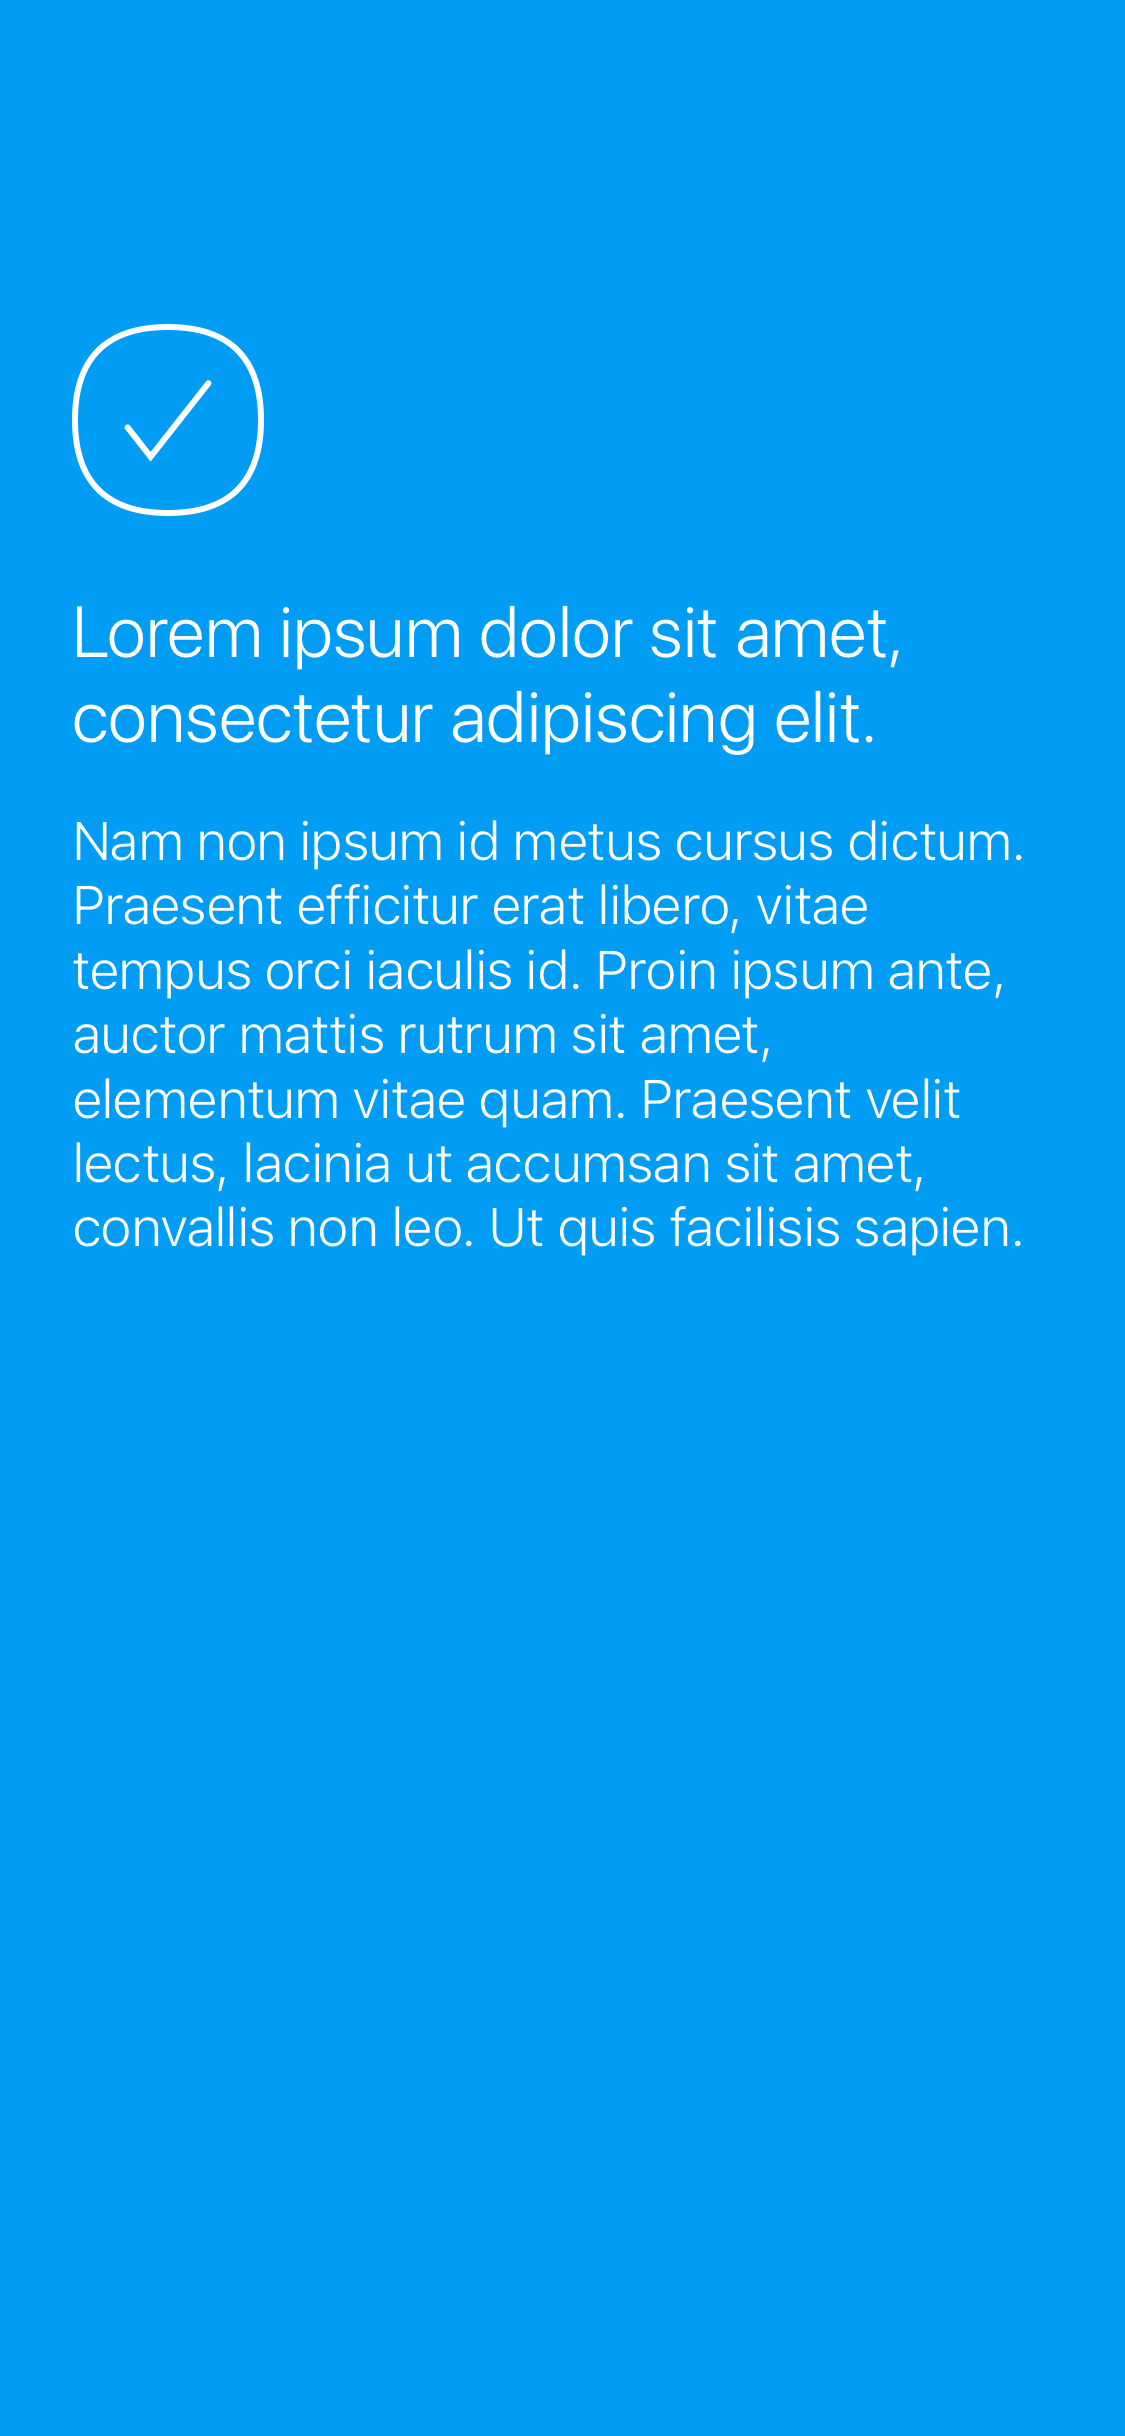 Lorem ipsum dolor sit amet,
consectetur adipiscing elit.
Nam non ipsum id metus cursus dictum.
Praesent efficitur erat libero, vitae
tempus orci iaculis id. Proin ipsum ante,
auctor mattis rutrum sit amet,
elementum vitae quam. Praesent velit
lectus, lacinia ut accumsan sit amet,
convallis non leo. Ut quis facilisis sapien.